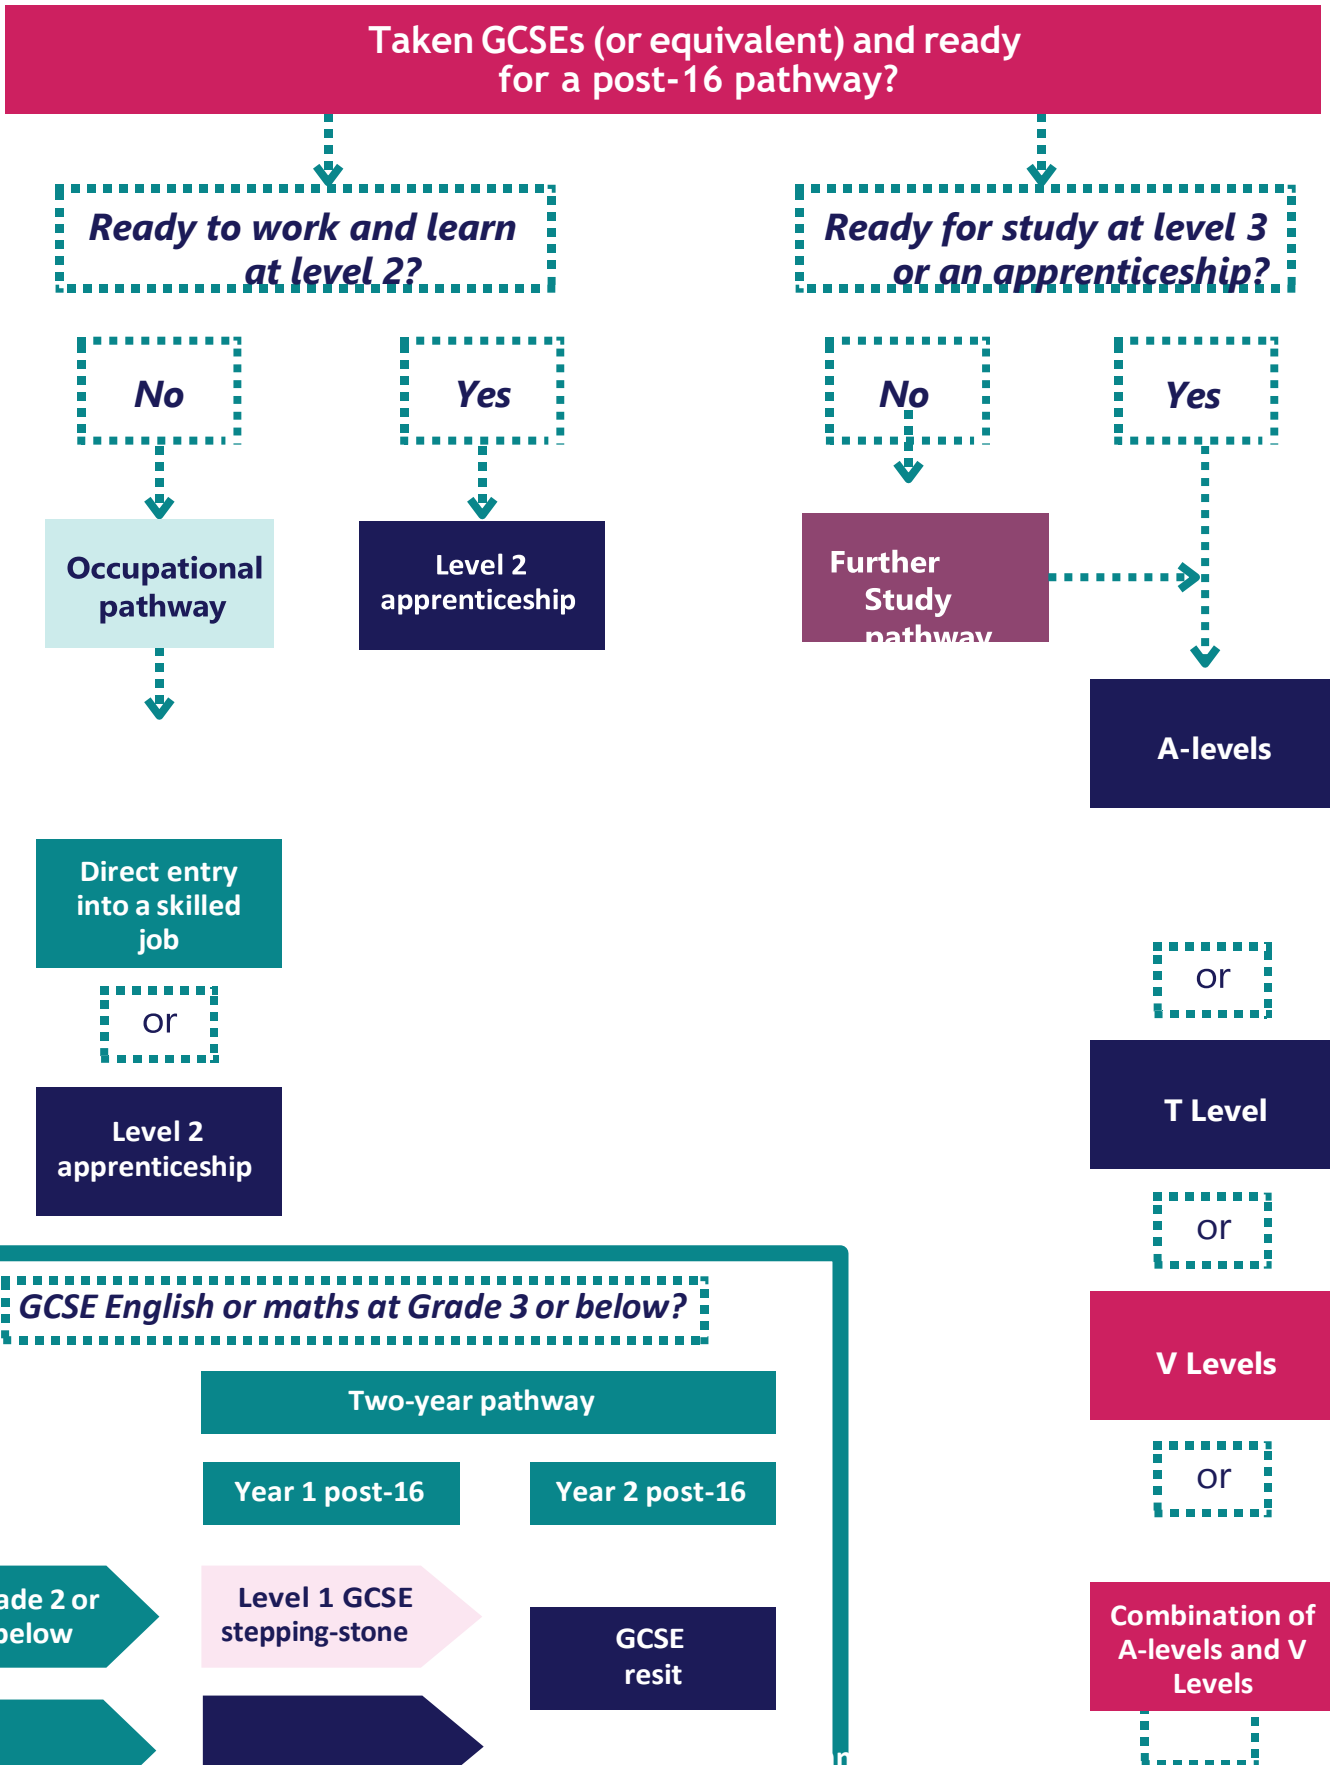 Taken GCSEs (or equivalent) and ready
for a post-16 pathway?
Ready to work and learn
at level 2?
Ready for study at level 3
or an apprenticeship?
No
Yes
No
Yes
Occupational
pathway
Level 2
apprenticeship
Further
Study
pathway
A-levels
Direct entry
into a skilled
job
or
or
Level 2
apprenticeship
T Level
or
GCSE English or maths at Grade 3 or below?
V Levels
Two-year pathway
or
Year 1 post-16
Year 2 post-16
2 or
Level 1 GCSE
stepping-stone
GCSE
resit
Combination of
A-levels and V
Levels